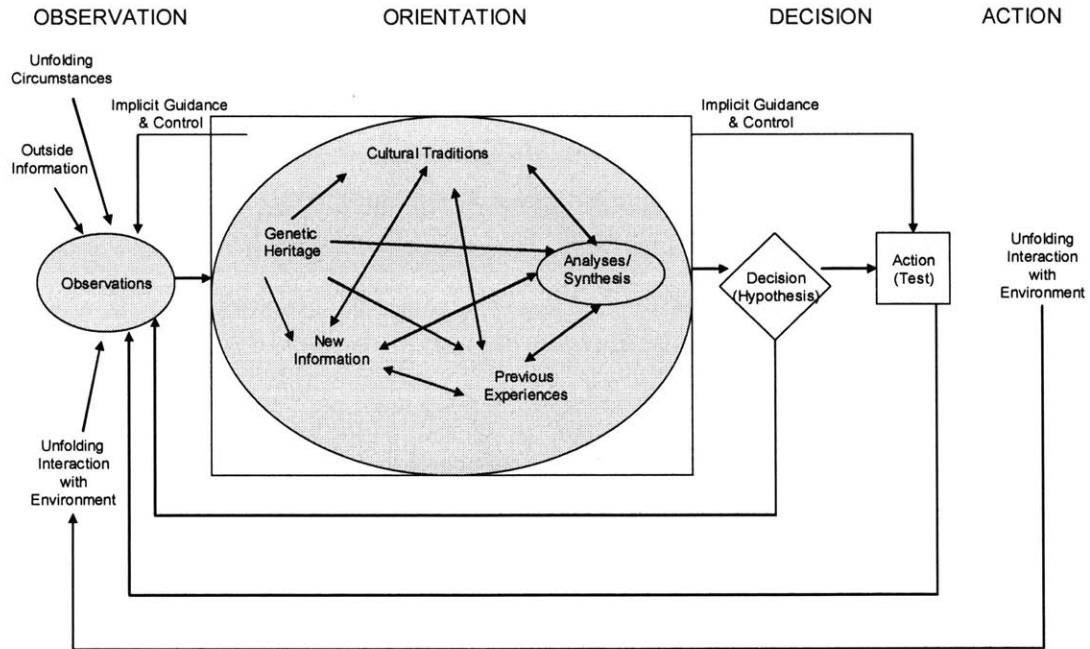 OBSERVATION
ORIENTATION
DECISION
ACTION
Unfolding
Circumstances
Outside
Information
Implicit Guidance
& Control
Observations
Unfolding
Interaction
with
Environment
Cultural Traditions
Genetic
Heritage
New
Information
Previous
Experiences
Analyses/
Synthesis
Implicit Guidance
& Control
Decision
(Hypothesis)
Action
(Test)
Unfolding
Interaction
with
Environment